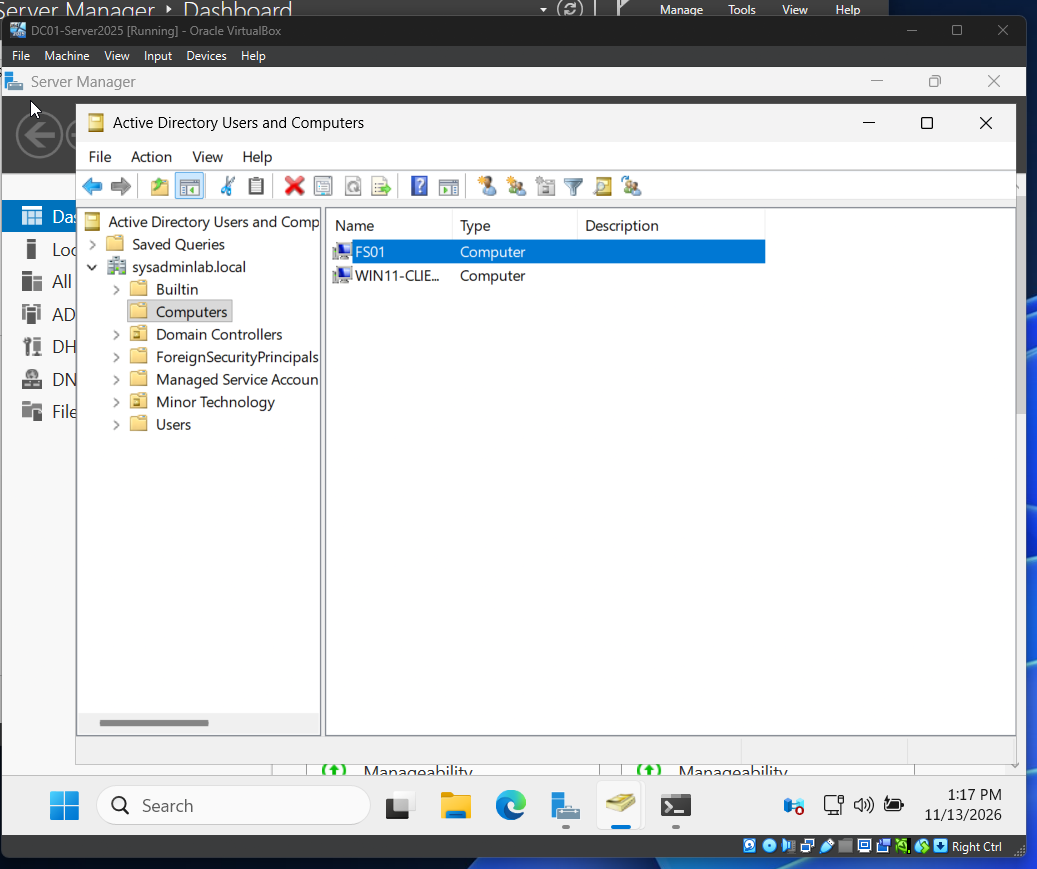 Server Manager ‣ Dashboard
Manage Tools View Help
DC01-Server2025 [Running] - Oracle VirtualBox
File Machine View Input Devices Help
Server Manager
Active Directory Users and Computers
File Action View Help
Active Directory Users and Comp
Saved Queries
sysadminlab.local
Builtin
Computers
Domain Controllers
ForeignSecurityPrincipals
Managed Service Accoun
Minor Technology
Users
Name Type Description
FS01 Computer
WIN11-CLIE... Computer
Das
Loc
All
AD
DH
DN
File
Manageability Manageability
Search
1:17 PM
11/13/2026
Right Ctrl